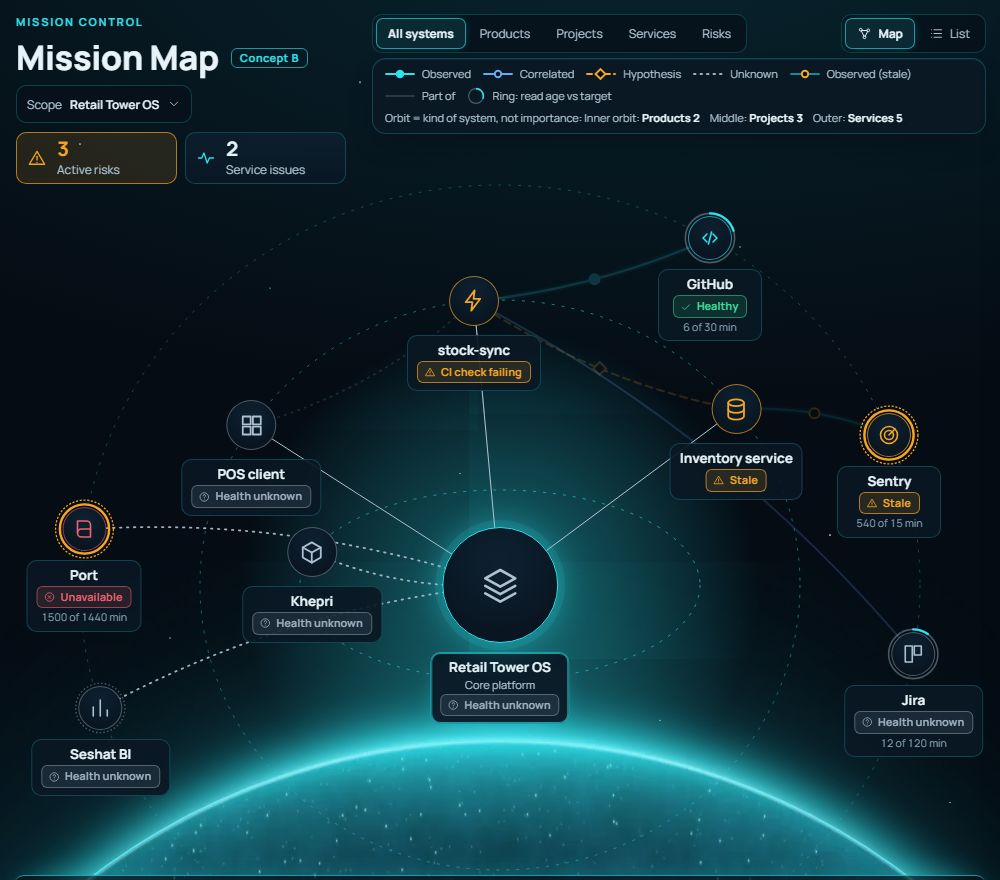 MISSION CONTROL
Mission Map
Concept B
Scope Retail Tower OS
3
Active risks
2
Service issues
All systems
Products
Projects
Services
Risks
Map
List
Observed
Correlated
Hypothesis
Unknown
Observed (stale)
Part of
Ring: read age vs target
Orbit = kind of system, not importance: Inner orbit: Products 2 Middle: Projects 3 Outer: Services 5
GitHub
Healthy
6 of 30 min
stock-sync
CI check failing
POS client
Health unknown
Inventory service
Stale
Sentry
Stale
540 of 15 min
Port
Unavailable
1500 of 1440 min
Khepri
Health unknown
Retail Tower OS
Core platform
Health unknown
Jira
Health unknown
12 of 120 min
Seshat BI
Health unknown